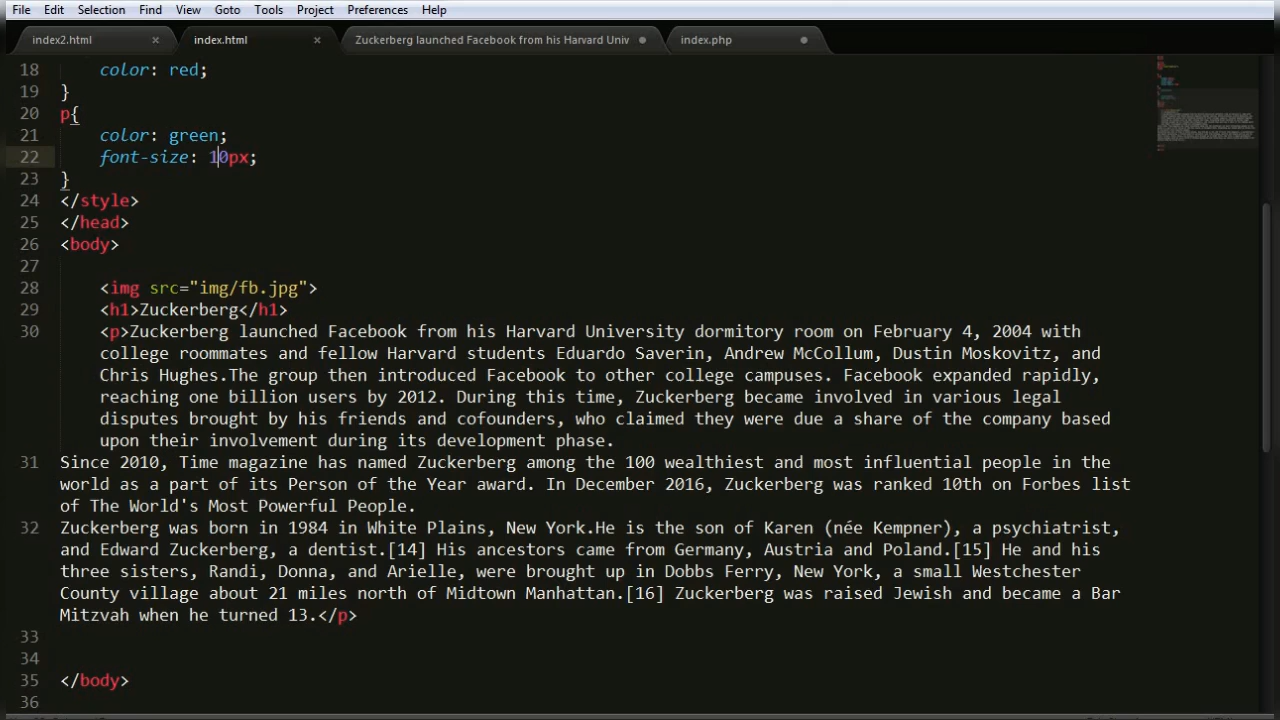 File Edit Selection Find View Goto Tools Project Preferences Help
index2.html × index.html × Zuckerberg launched Facebook from his Harvard Univ index.php
18 color: red;
19 }
20 p{
21 color: green;
22 font-size: 10px;
23 }
24 </style>
25 </head>
26 <body>
27
28 <img src="img/fb.jpg">
29 <h1>Zuckerberg</h1>
30 <p>Zuckerberg launched Facebook from his Harvard University dormitory room on February 4, 2004 with
college roommates and fellow Harvard students Eduardo Saverin, Andrew McCollum, Dustin Moskovitz, and
Chris Hughes.The group then introduced Facebook to other college campuses. Facebook expanded rapidly,
reaching one billion users by 2012. During this time, Zuckerberg became involved in various legal
disputes brought by his friends and cofounders, who claimed they were due a share of the company based
upon their involvement during its development phase.
31 Since 2010, Time magazine has named Zuckerberg among the 100 wealthiest and most influential people in the
world as a part of its Person of the Year award. In December 2016, Zuckerberg was ranked 10th on Forbes list
of The World's Most Powerful People.
32 Zuckerberg was born in 1984 in White Plains, New York.He is the son of Karen (née Kempner), a psychiatrist,
and Edward Zuckerberg, a dentist.[14] His ancestors came from Germany, Austria and Poland.[15] He and his
three sisters, Randi, Donna, and Arielle, were brought up in Dobbs Ferry, New York, a small Westchester
County village about 21 miles north of Midtown Manhattan.[16] Zuckerberg was raised Jewish and became a Bar
Mitzvah when he turned 13.</p>
33
34
35 </body>
36